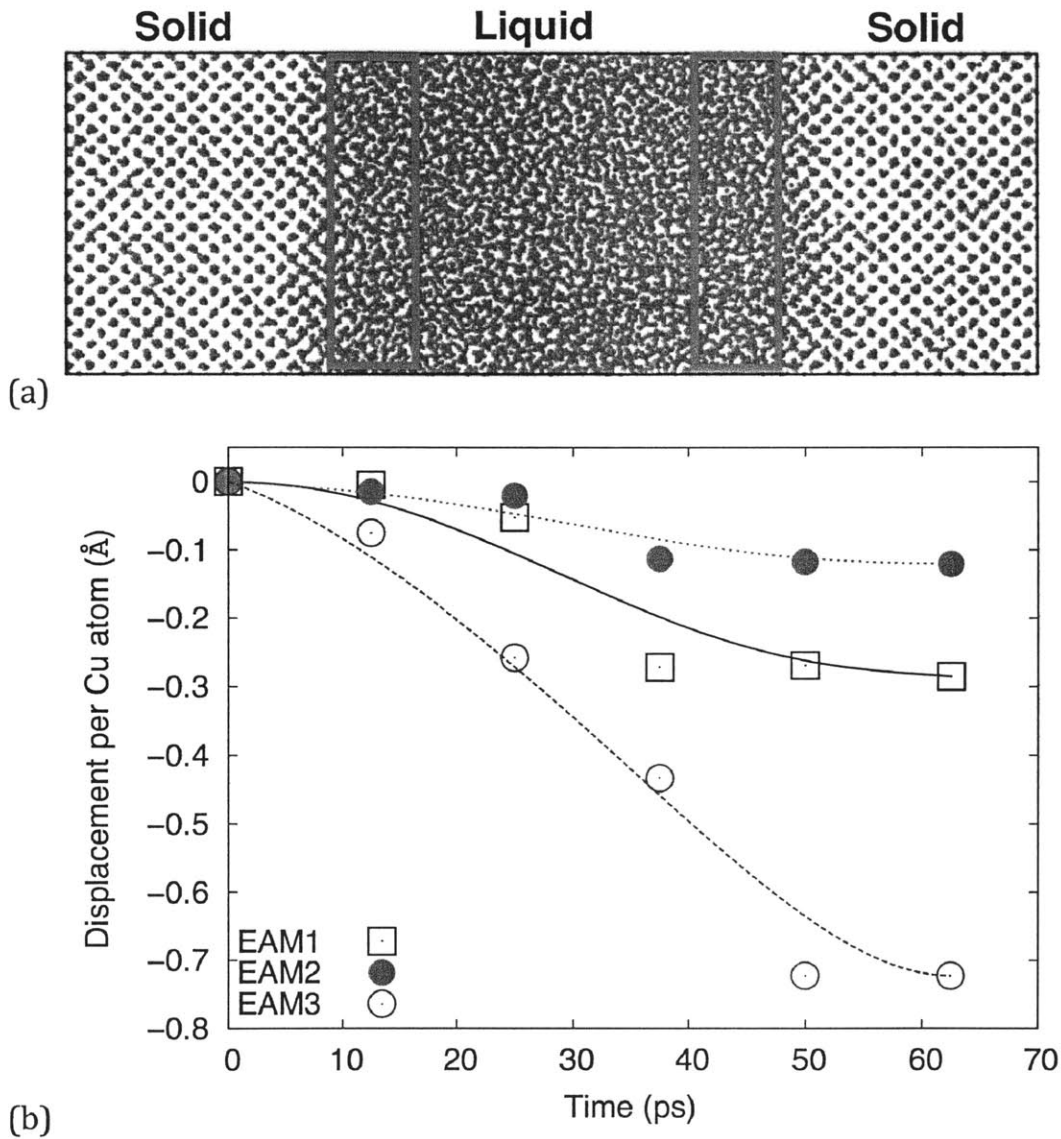 Solid Liquid Solid
(a)
Displacement per Cu atom (Å)
0
−0.1
−0.2
−0.3
−0.4
−0.5
−0.6
−0.7
−0.8
EAM1
EAM2
EAM3
0 10 20 30 40 50 60 70
Time (ps)
(b)